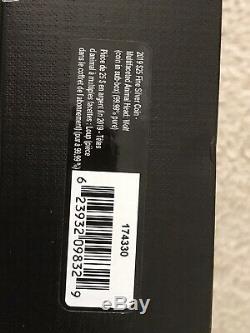 2019 $25 Fine Silver Coin -
Multifaceted Animal Head: Wolf
(coin in sub-box) (99.99% pure)
Pièce de 25 $ en argent fin 2019 - Têtes
d'animal à multiples facettes : Loup (pièce
dans le coffret de l'abonnement) (pur à 99,99 %)
174330
6 23932 09832 9